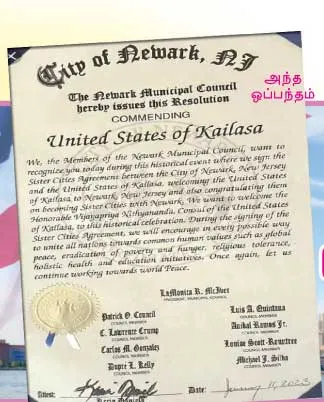 City of Newark, NJ
அந்த
ஒப்பந்தம்
The Newark Municipal Council
hereby issues this Resolution
COMMENDING
United States of Kailasa
We, the Members of the Newark Municipal Council, want to
recognize you today during this historical event where we sign the
Sister Cities Agreement between the City of Newark, New Jersey
and the United States of Kailasa, welcoming the United States
of Kailasa to Newark, New Jersey and also congratulating them
on becoming Sister Cities with Newark. We want to welcome the
Honorable Vijayapriya Nithyananda, Consul of the United States
of Kailasa, to this historical celebration. During the signing of the
Sister Cities Agreement, we will encourage in every possible way
to unite all nations towards common human values such as global
peace, eradication of poverty and hunger, religious tolerance,
holistic health and education initiatives. Once again, let us
continue working towards world Peace.
LaMonica R. McIver
PRESIDENT, MUNICIPAL COUNCIL
Patrick O. Council
COUNCIL MEMBER
C. Lawrence Crump
COUNCIL MEMBER
Carlos M. Gonzalez
COUNCIL MEMBER
Dupre L. Kelly
COUNCIL MEMBER
Luis A. Quintana
COUNCIL MEMBER
Anibal Ramos Jr.
COUNCIL MEMBER
Louise Scott-Rountree
COUNCIL MEMBER
Michael J. Silva
COUNCIL MEMBER
Attest:
Date: January 11, 2023